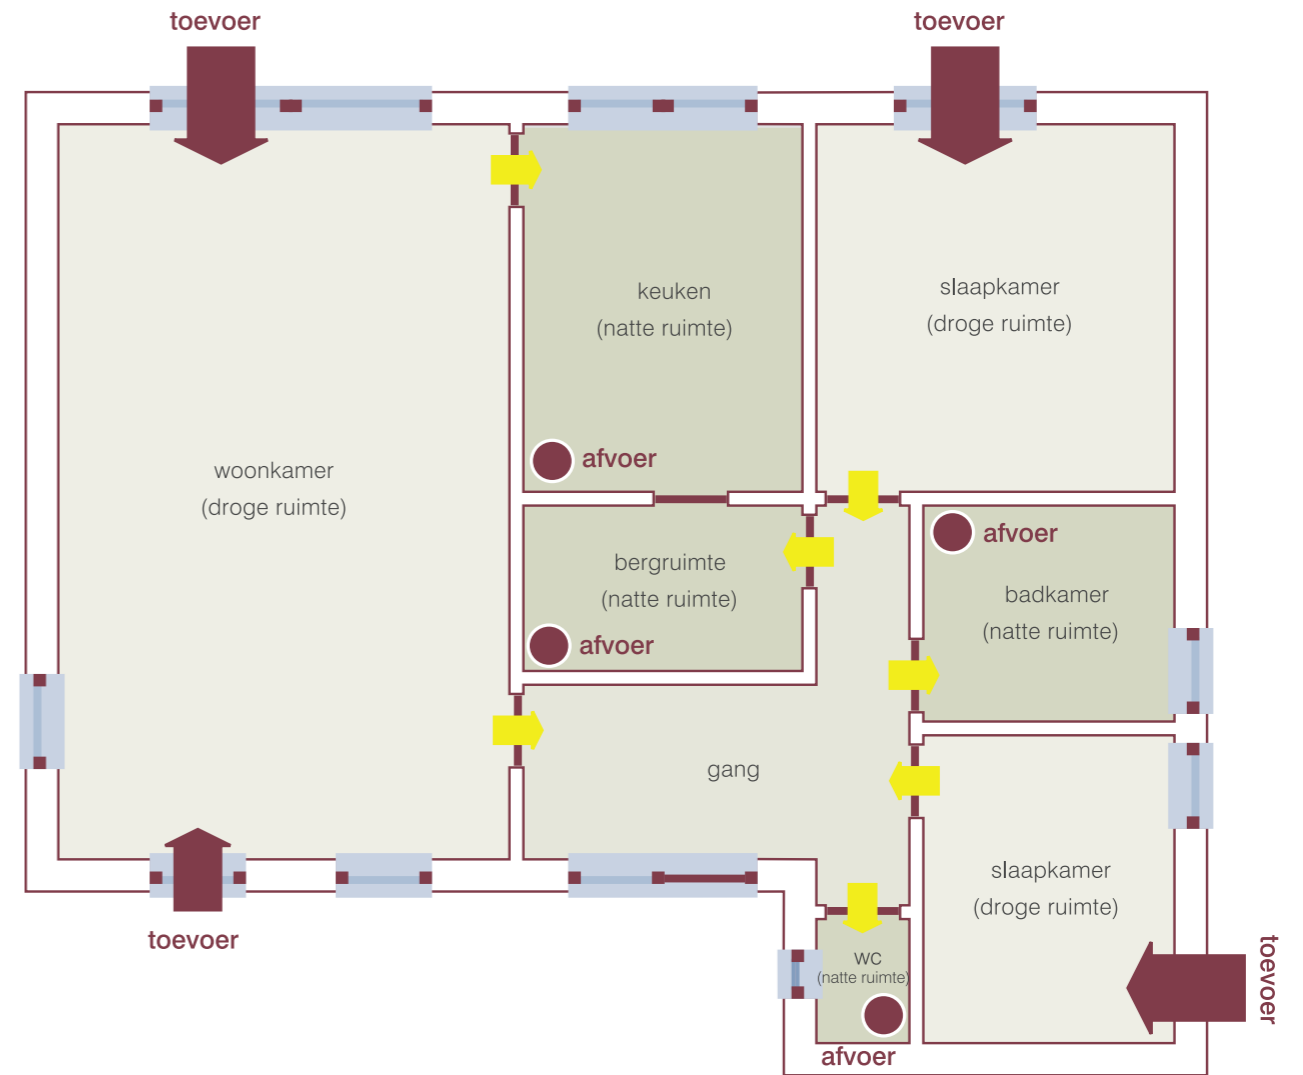 toevoer
toevoer
keuken
(natte ruimte)
slaapkamer
(droge ruimte)
woonkamer
(droge ruimte)
afvoer
bergruimte
(natte ruimte)
afvoer
afvoer
badkamer
(natte ruimte)
gang
slaapkamer
(droge ruimte)
toevoer
wc
(natte ruimte)
afvoer
toevoer